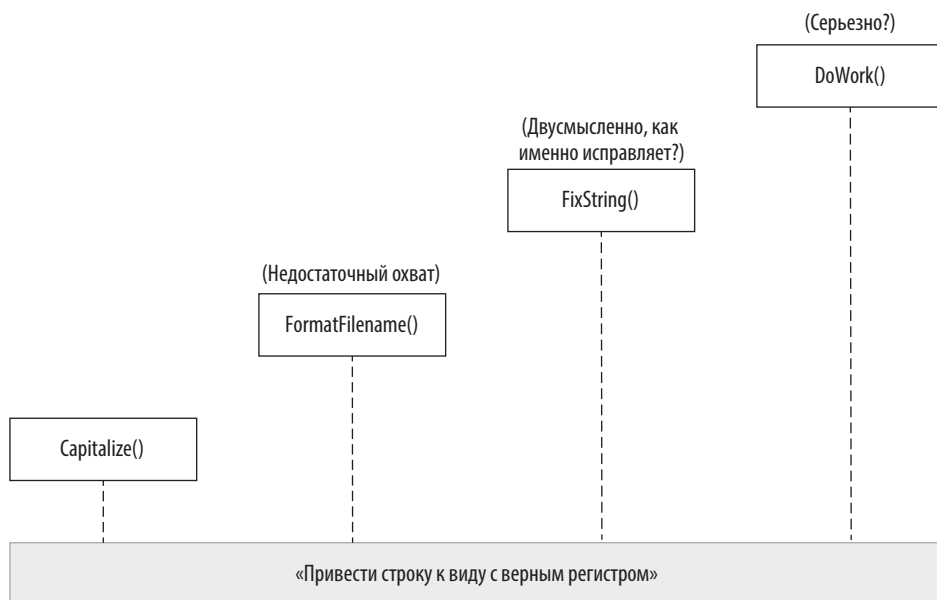 (Серьезно?)
DoWork()
(Двусмысленно, как
именно исправляет?)
FixString()
(Недостаточный охват)
FormatFilename()
Capitalize()
«Привести строку к виду с верным регистром»